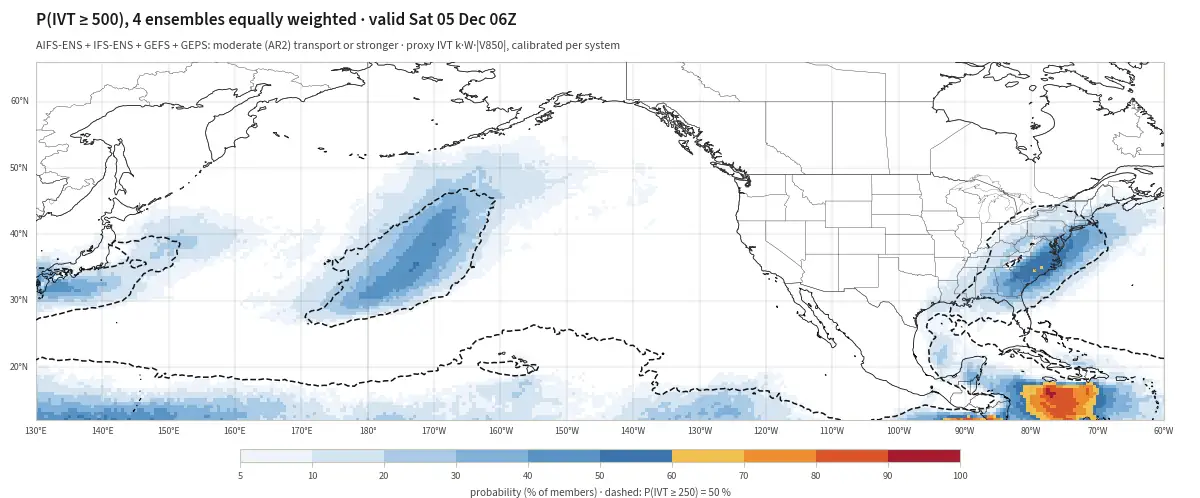 P(IVT ≥ 500), 4 ensembles equally weighted · valid Sat 05 Dec 06Z
AIFS-ENS + IFS-ENS + GEFS + GEPS: moderate (AR2) transport or stronger · proxy IVT k·W·|V850|, calibrated per system
60°N
50°N
40°N
30°N
20°N
130°E 140°E 150°E 160°E 170°E 180° 170°W 160°W 150°W 140°W 130°W 120°W 110°W 100°W 90°W 80°W 70°W 60°W
5 10 20 30 40 50 60 70 80 90 100
probability (% of members) · dashed: P(IVT ≥ 250) = 50 %